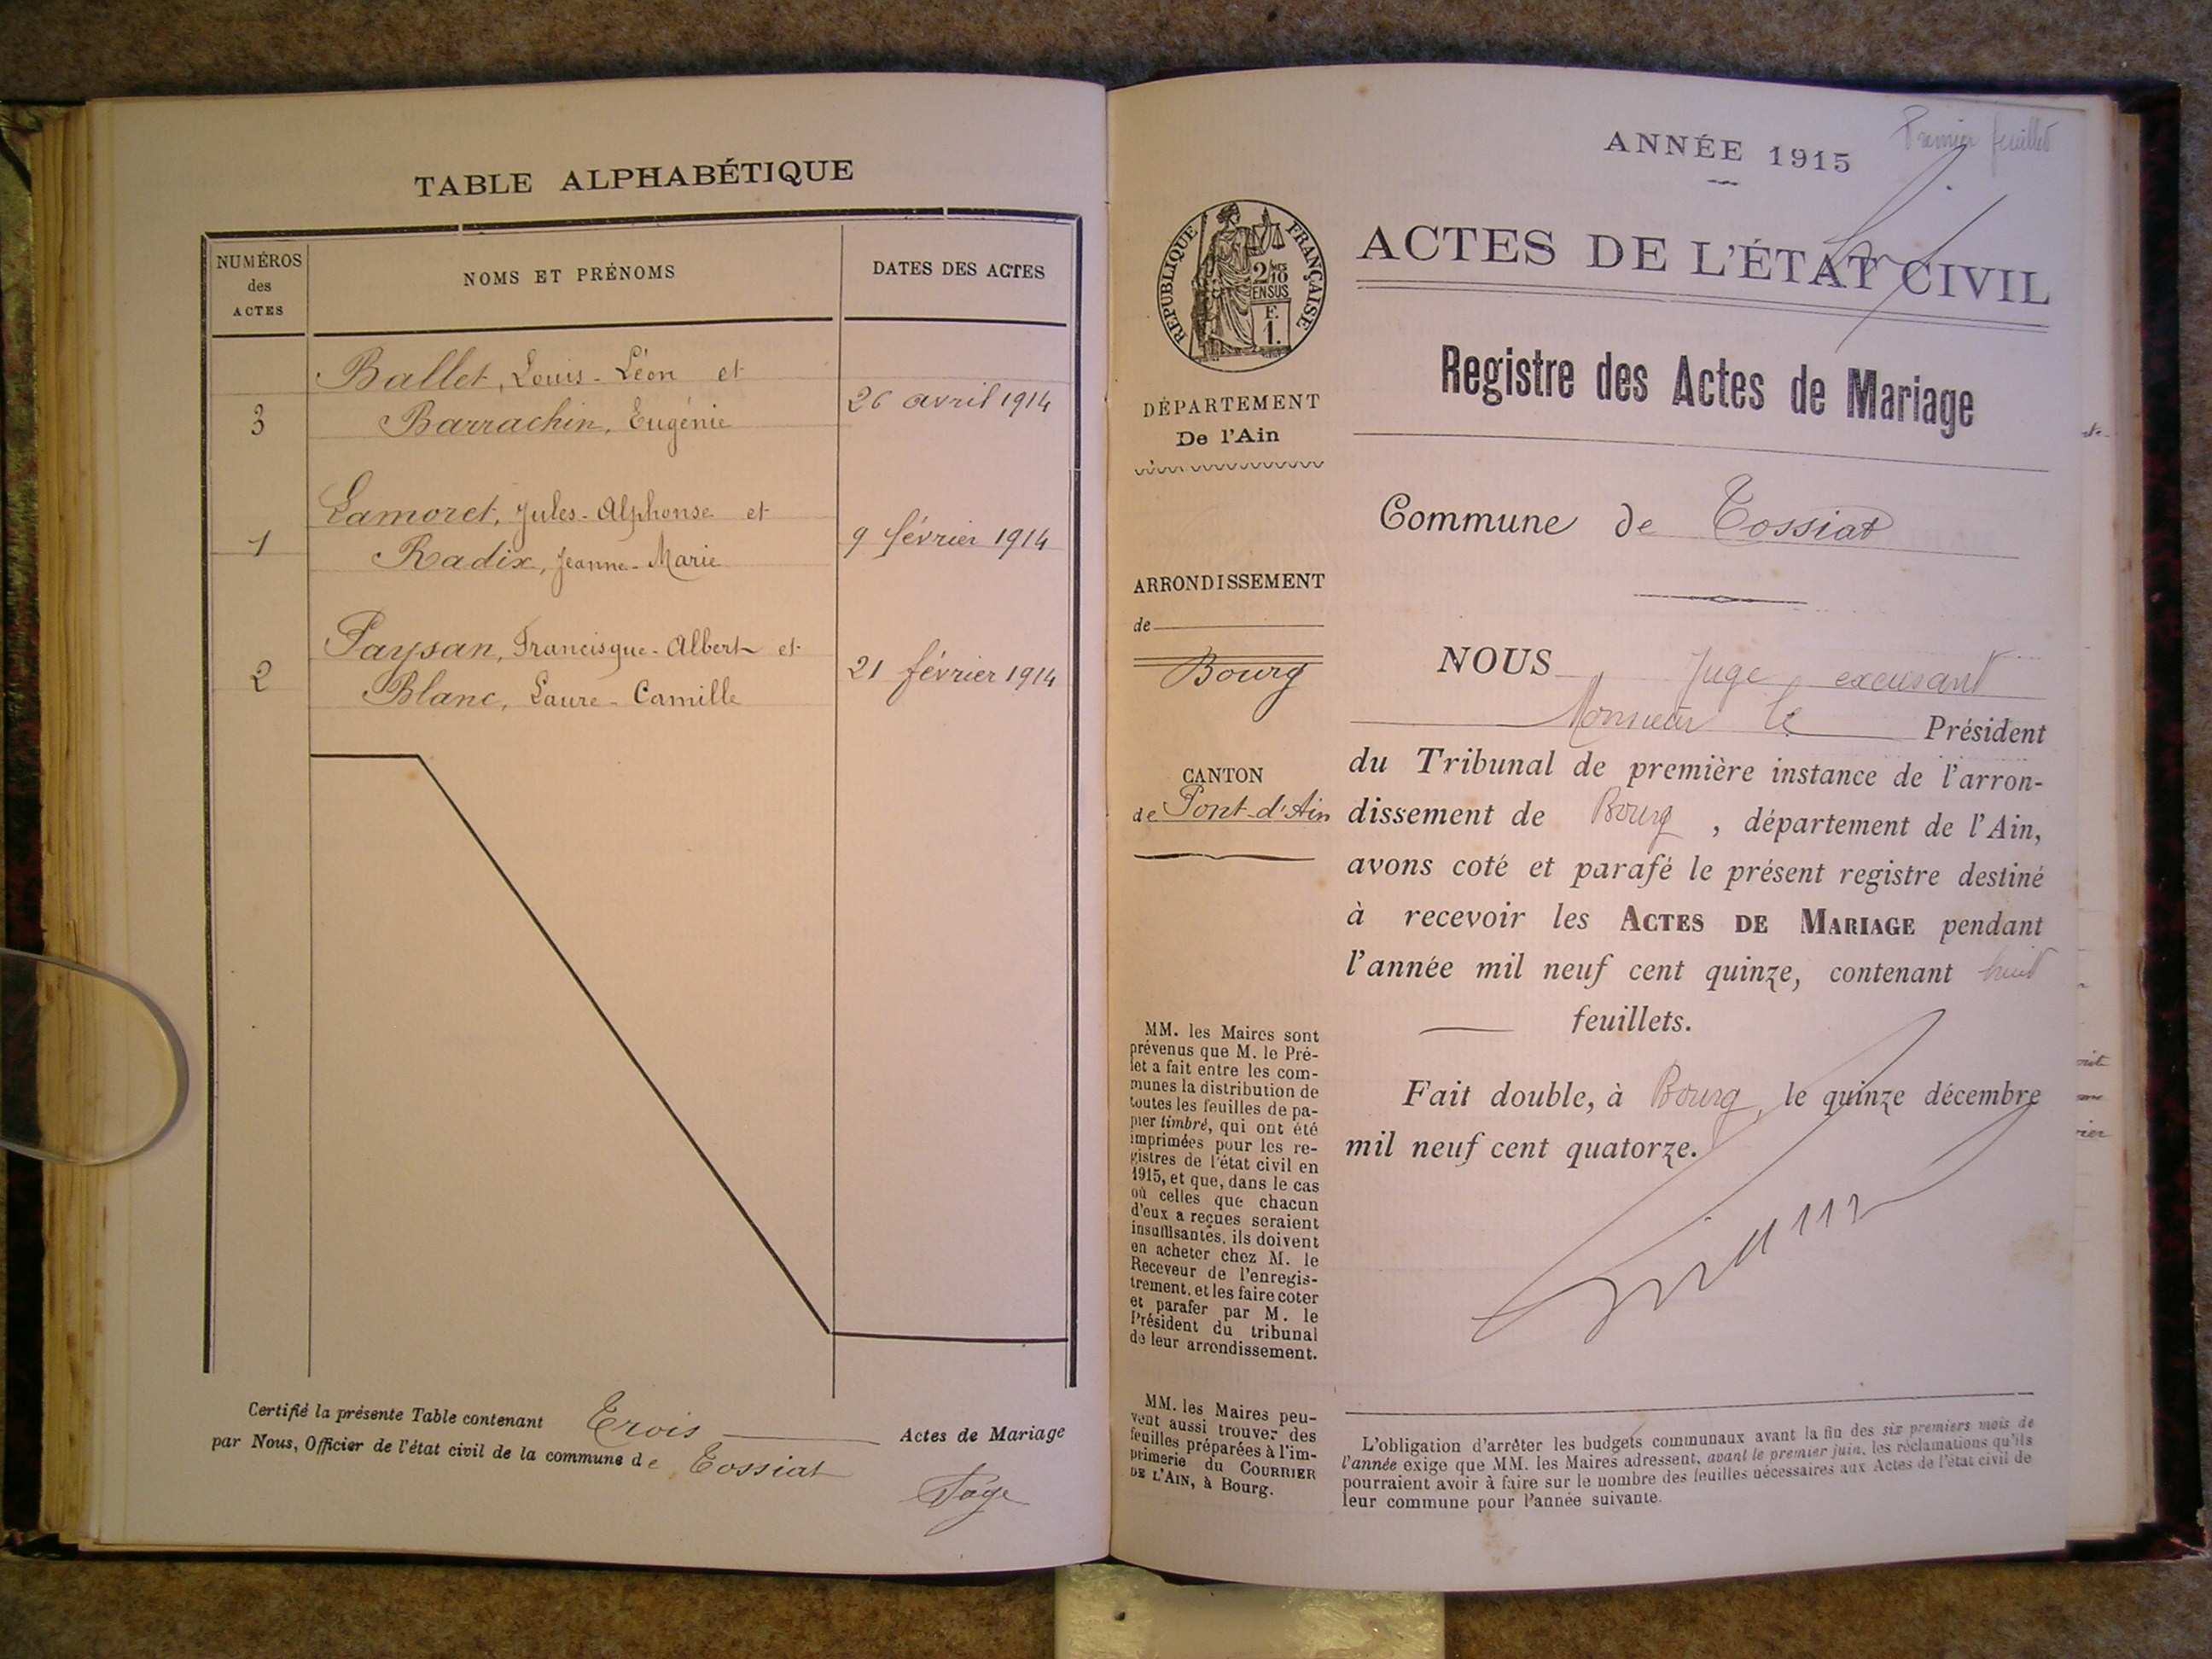 TABLE ALPHABÉTIQUE
NUMÉROS
des
ACTES
NOMS ET PRÉNOMS
DATES DES ACTES
Ballet, Louis-Léon et
3 Barrachin, Eugénie 26 avril 1914
Lamoret, Jules-Alphonse et
1 Radix, Jeanne-Marie 9 février 1914
Paysan, Francisque-Albert et
2 Blanc, Laure-Camille 21 février 1914
Certifié la présente Table contenant Trois Actes de Mariage
par Nous, Officier de l'état civil de la commune de Tossiat
Page
Premier feuillet
ANNÉE 1915
RÉPUBLIQUE FRANÇAISE
2/10
EN SUS
F.
1.
ACTES DE L'ÉTAT CIVIL
Registre des Actes de Mariage
DÉPARTEMENT
De l'Ain
ARRONDISSEMENT
de
Bourg
CANTON
de Pont-d'Ain
MM. les Maires sont
prévenus que M. le Pré-
fet a fait entre les com-
munes la distribution de
toutes les feuilles de pa-
pier timbré, qui ont été
imprimées pour les re-
gistres de l'état civil en
1915, et que, dans le cas
où celles que chacun
d'eux a reçues seraient
insuffisantes, ils doivent
en acheter chez M. le
Receveur de l'enregis-
trement, et les faire coter
et parafer par M. le
Président du tribunal
de leur arrondissement.
MM. les Maires peu-
vent aussi trouver des
feuilles préparées à l'im-
primerie du COURRIER
DE L'AIN, à Bourg.
Commune de Tossiat
NOUS Juge excusant
Monsieur le Président
du Tribunal de première instance de l'arron-
dissement de Bourg, département de l'Ain,
avons coté et parafé le présent registre destiné
à recevoir les ACTES DE MARIAGE pendant
l'année mil neuf cent quinze, contenant huit
feuillets.
Fait double, à Bourg, le quinze décembre
mil neuf cent quatorze.
L'obligation d'arrêter les budgets communaux avant la fin des six premiers mois de
l'année exige que MM. les Maires adressent, avant le premier juin, les réclamations qu'ils
pourraient avoir à faire sur le nombre des feuilles nécessaires aux Actes de l'état civil de
leur commune pour l'année suivante.